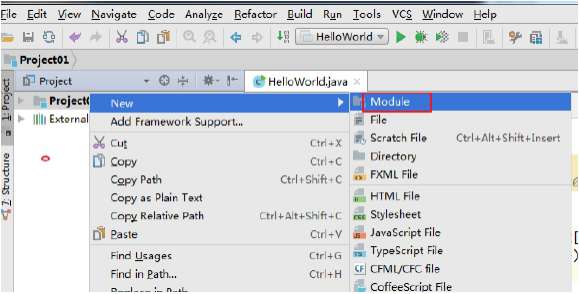 File Edit View Navigate Code Analyze Refactor Build Run Tools VCS Window Help
HelloWorld
Project01
Project
HelloWorld.java
1: Project
7: Structure
External
New
Add Framework Support...
Cut Ctrl+X
Copy Ctrl+C
Copy Path Ctrl+Shift+C
Copy as Plain Text
Copy Relative Path Ctrl+Alt+Shift+C
Paste Ctrl+V
Find Usages Ctrl+G
Find in Path... Ctrl+H
Module
File
Scratch File Ctrl+Alt+Shift+Insert
Directory
FXML File
HTML File
Stylesheet
JavaScript File
TypeScript File
CFML/CFC file
CoffeeScript File